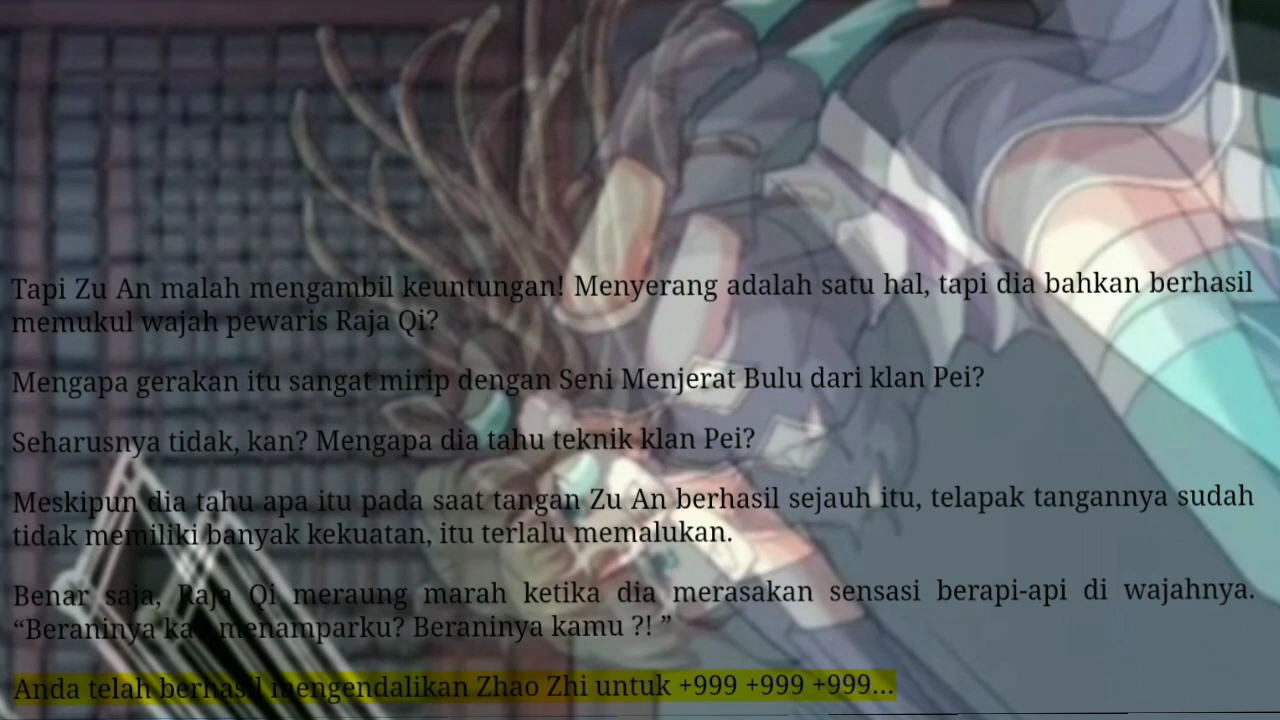 Tapi Zu An malah mengambil keuntungan! Menyerang adalah satu hal, tapi dia bahkan berhasil
memukul wajah pewaris Raja Qi?
Mengapa gerakan itu sangat mirip dengan Seni Menjerat Bulu dari klan Pei?
Seharusnya tidak, kan? Mengapa dia tahu teknik klan Pei?
Meskipun dia tahu apa itu pada saat tangan Zu An berhasil sejauh itu, telapak tangannya sudah
tidak memiliki banyak kekuatan, itu terlalu memalukan.
Benar saja, Raja Qi meraung marah ketika dia merasakan sensasi berapi-api di wajahnya.
“Beraninya menamparku? Beraninya kamu ?! ”
Anda telah berhasil mengendalikan Zhao Zhi untuk +999 +999 +999...